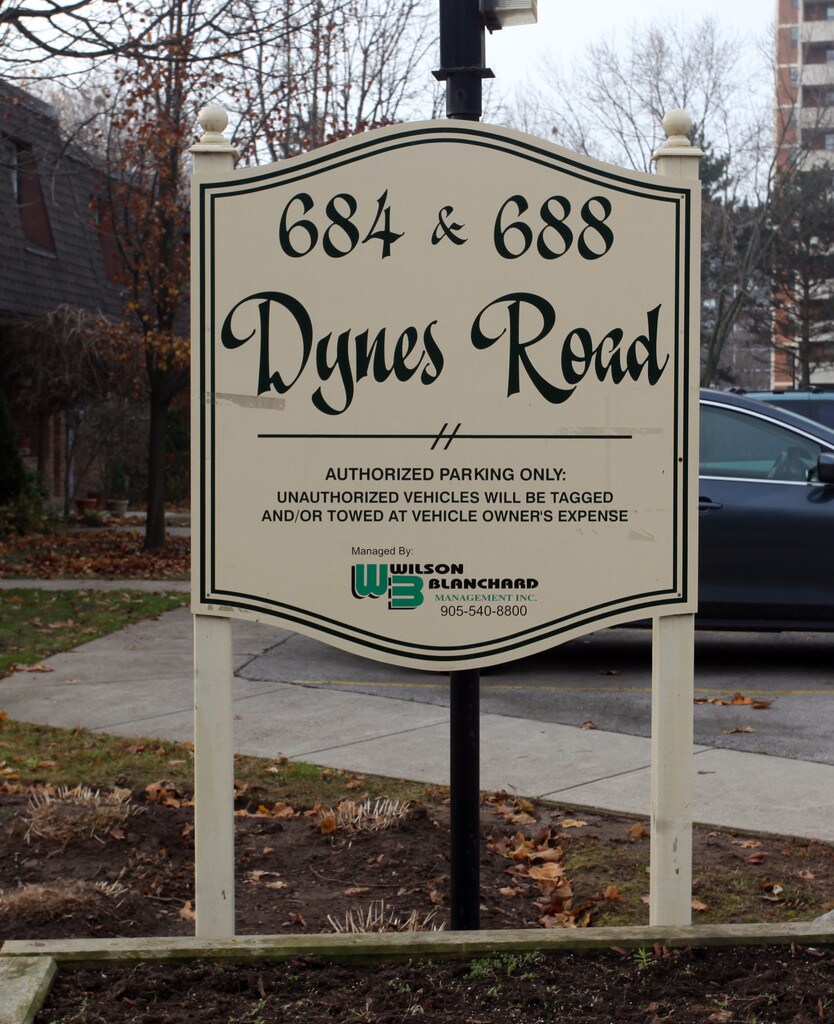 684 & 688
Dynes Road
AUTHORIZED PARKING ONLY:
UNAUTHORIZED VEHICLES WILL BE TAGGED
AND/OR TOWED AT VEHICLE OWNER'S EXPENSE
Managed By:
WB WILSON
BLANCHARD
MANAGEMENT INC.
905-540-8800